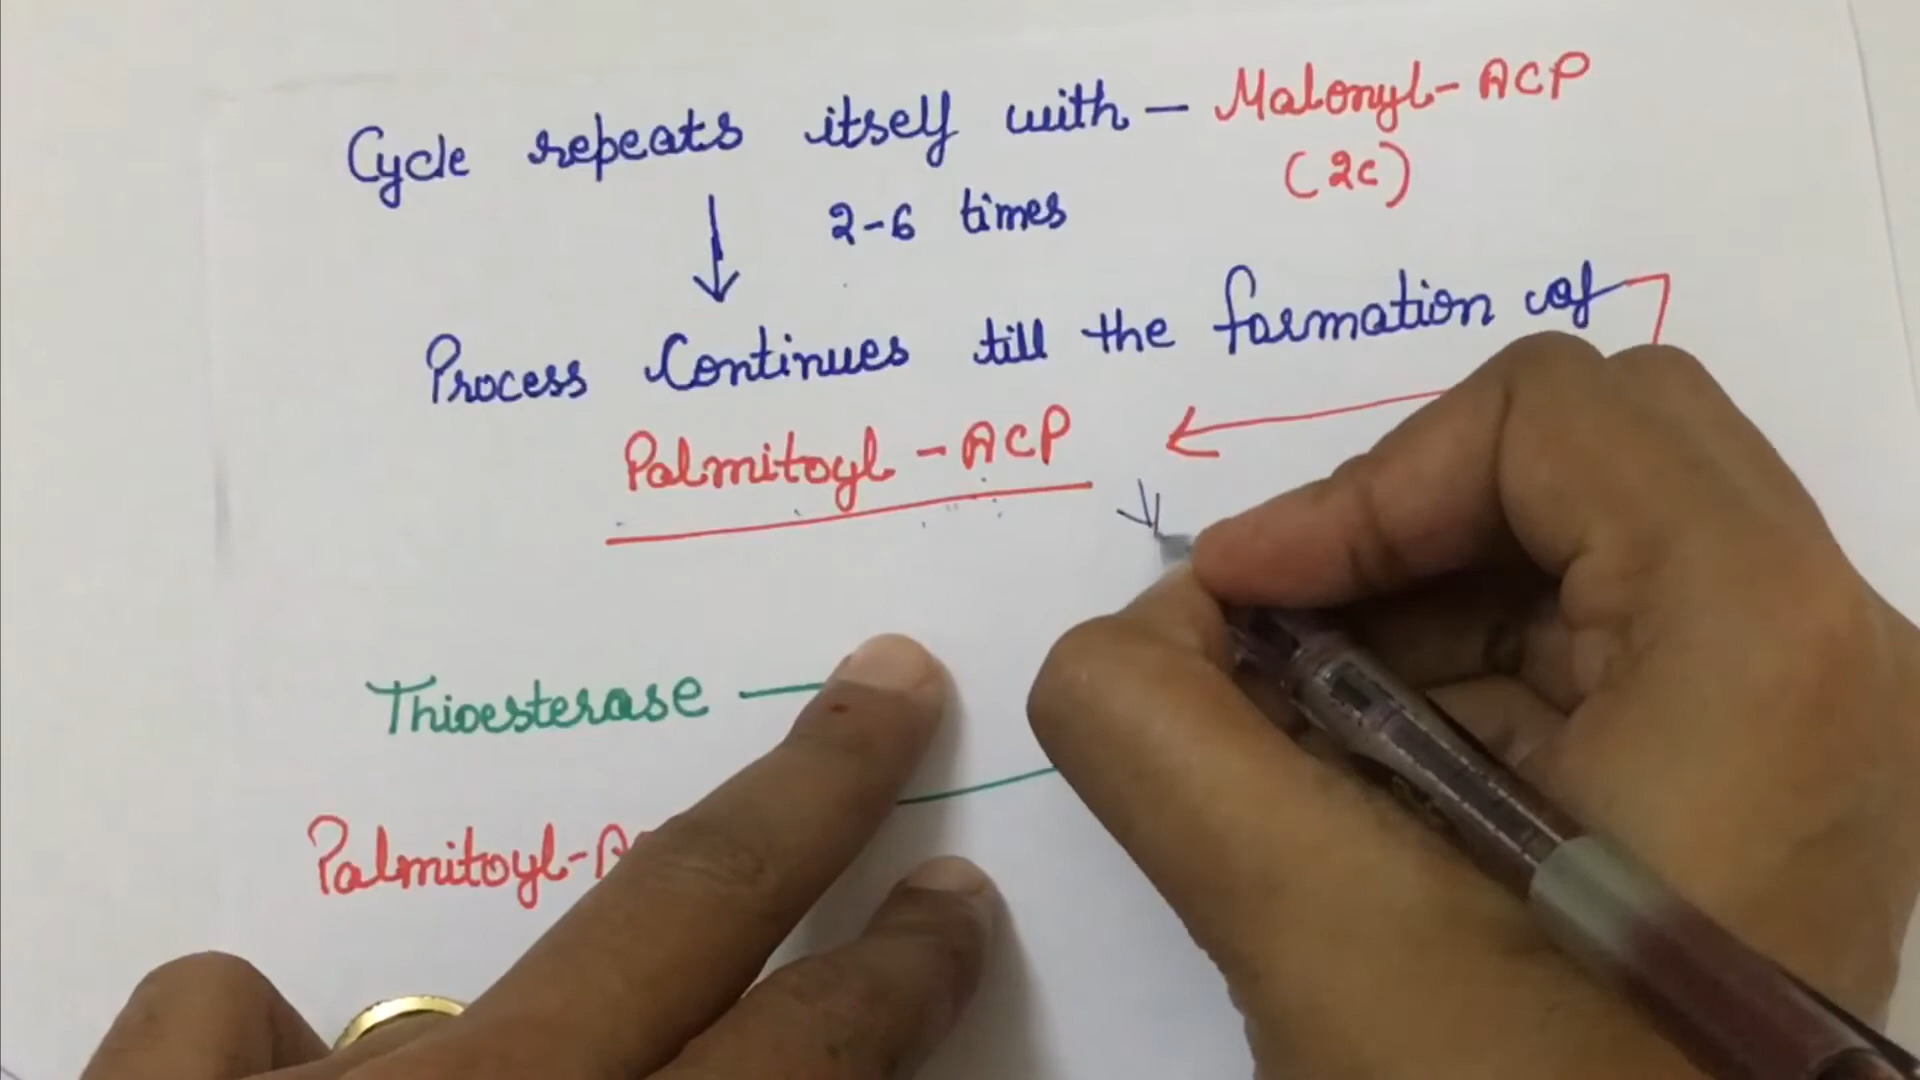 Cycle repeats itself with - Malonyl-ACP
(2c)
2-6 times
Process Continues till the formation of
Palmitoyl - ACP
Thioesterase
Palmitoyl-A